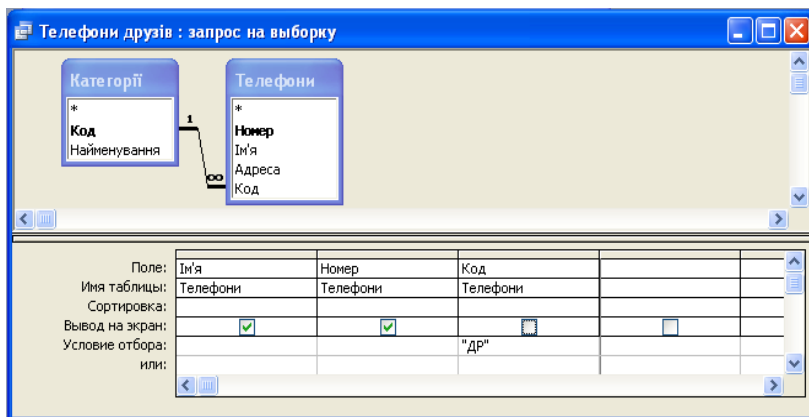 Телефони друзів : запрос на выборку
Категорії
*
Код
Найменування
1
∞
Телефони
*
Номер
Ім'я
Адреса
Код
Поле: Ім'я Номер Код
Имя таблицы: Телефони Телефони Телефони
Сортировка:
Вывод на экран:
Условие отбора: "ДР"
или: